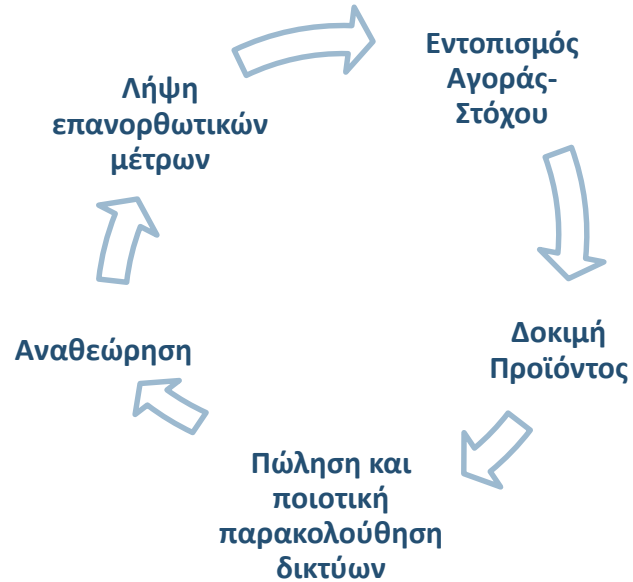 Εντοπισμός
Αγοράς-
Στόχου
Δοκιμή
Προϊόντος
Πώληση και
ποιοτική
παρακολούθηση
δικτύων
Αναθεώρηση
Λήψη
επανορθωτικών
μέτρων